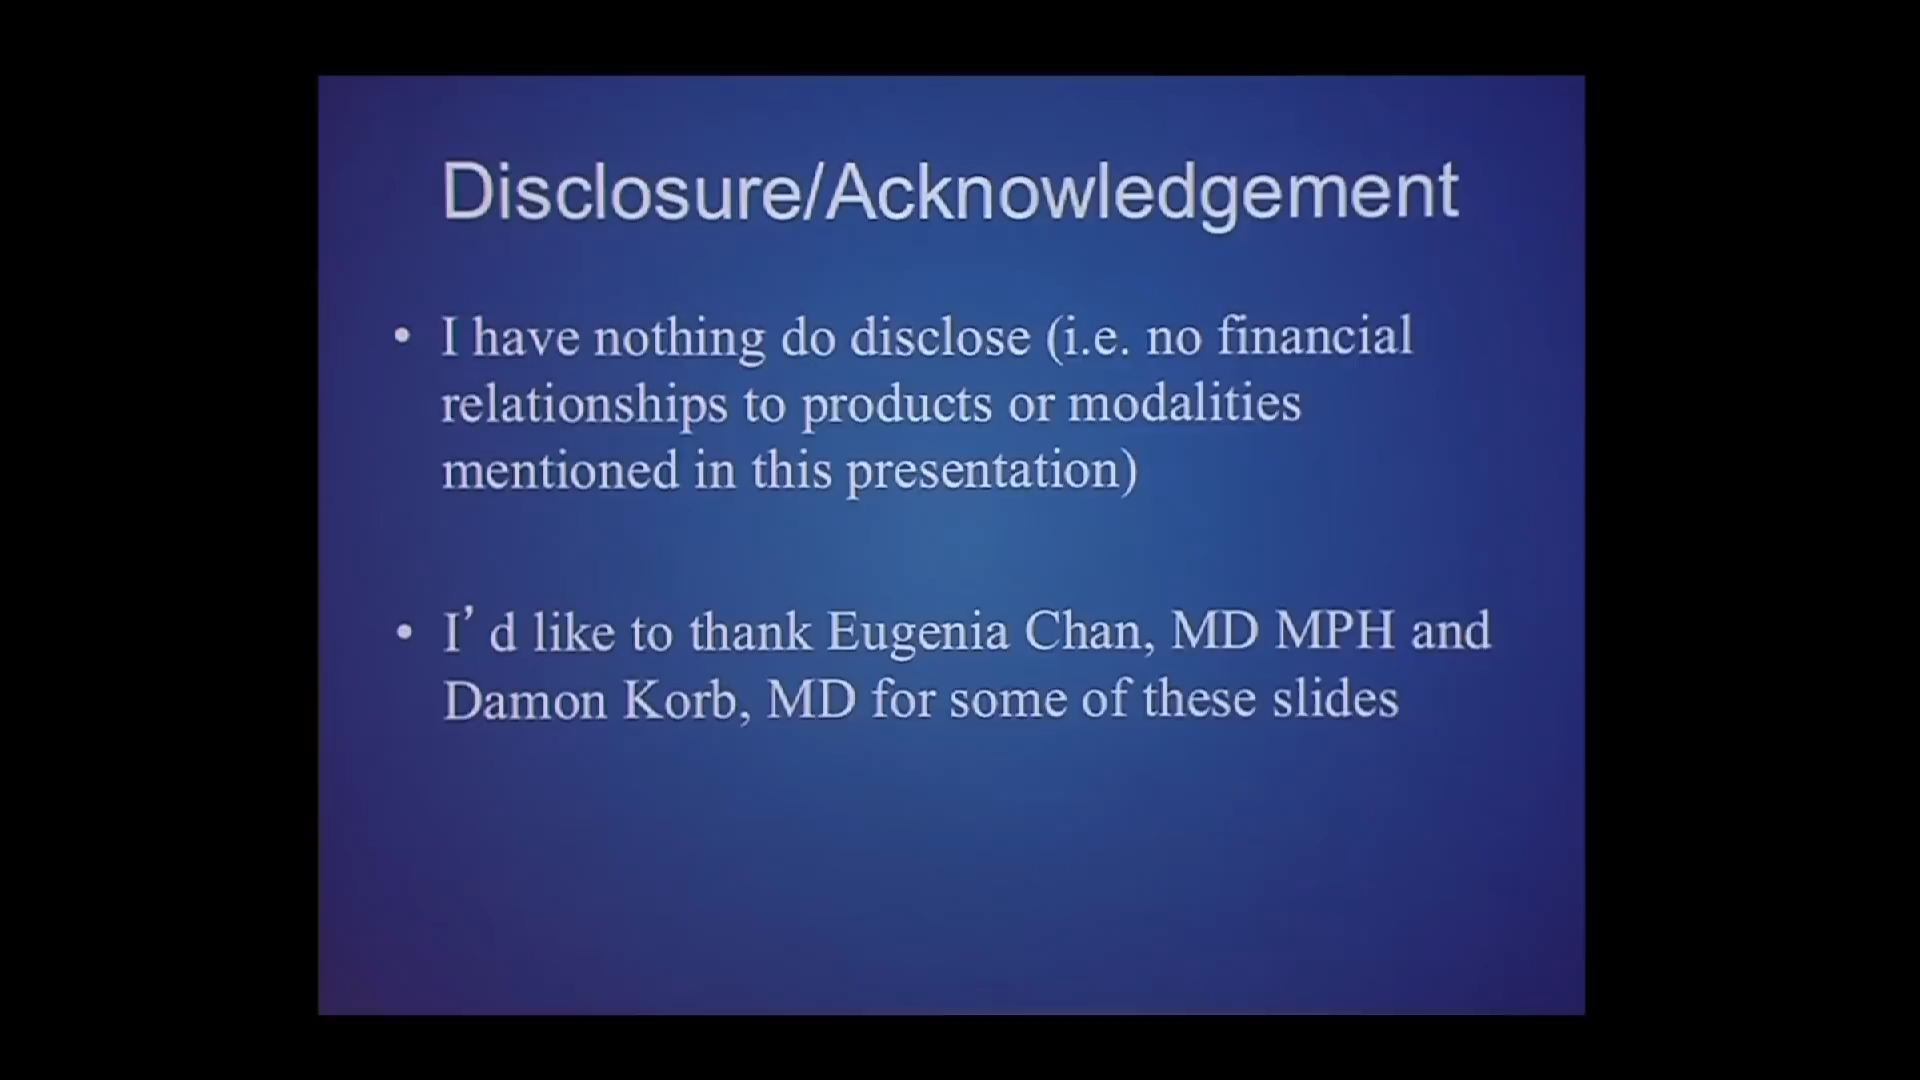 Disclosure/Acknowledgement
• I have nothing do disclose (i.e. no financial
relationships to products or modalities
mentioned in this presentation)
• I’d like to thank Eugenia Chan, MD MPH and
Damon Korb, MD for some of these slides